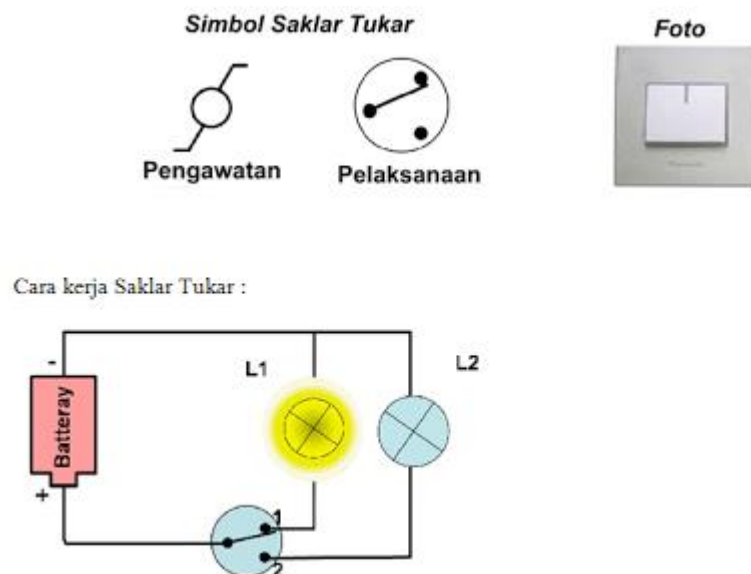 Simbol Saklar Tukar
Foto
Pengawatan
Pelaksanaan
Cara kerja Saklar Tukar :
-
L1
L2
Batteray
+
1
2